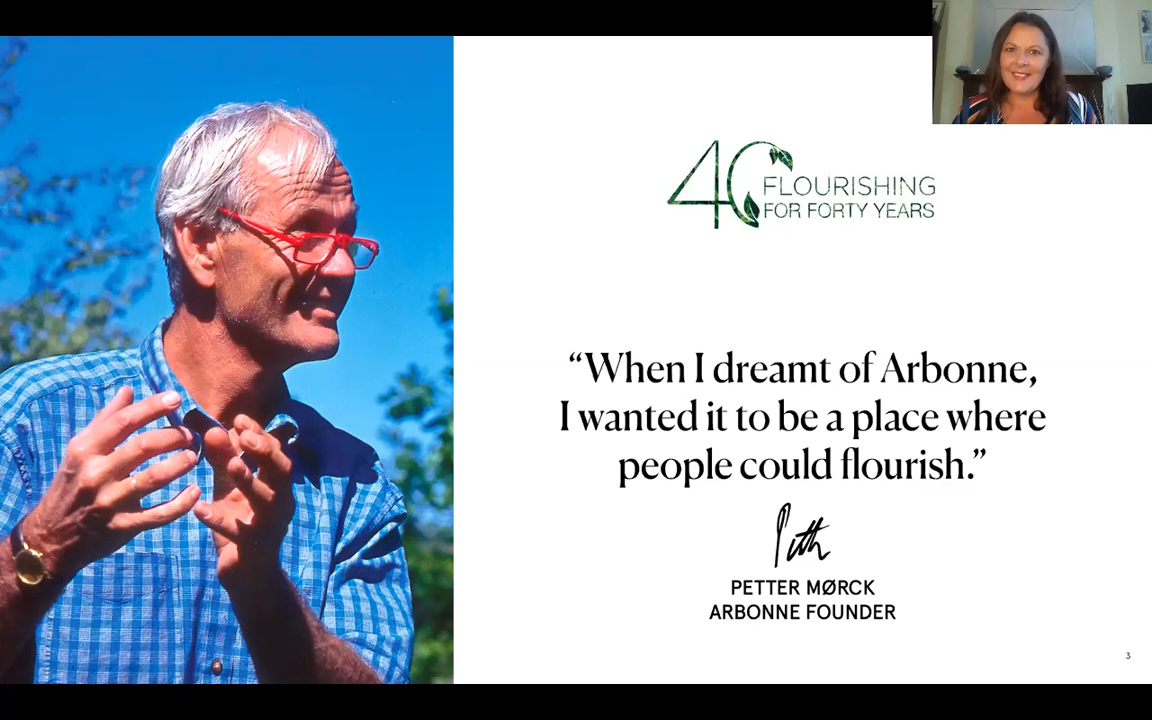 40 FLOURISHING
FOR FORTY YEARS
“When I dreamt of Arbonne,
I wanted it to be a place where
people could flourish.”
PETTER MØRCK
ARBONNE FOUNDER
3